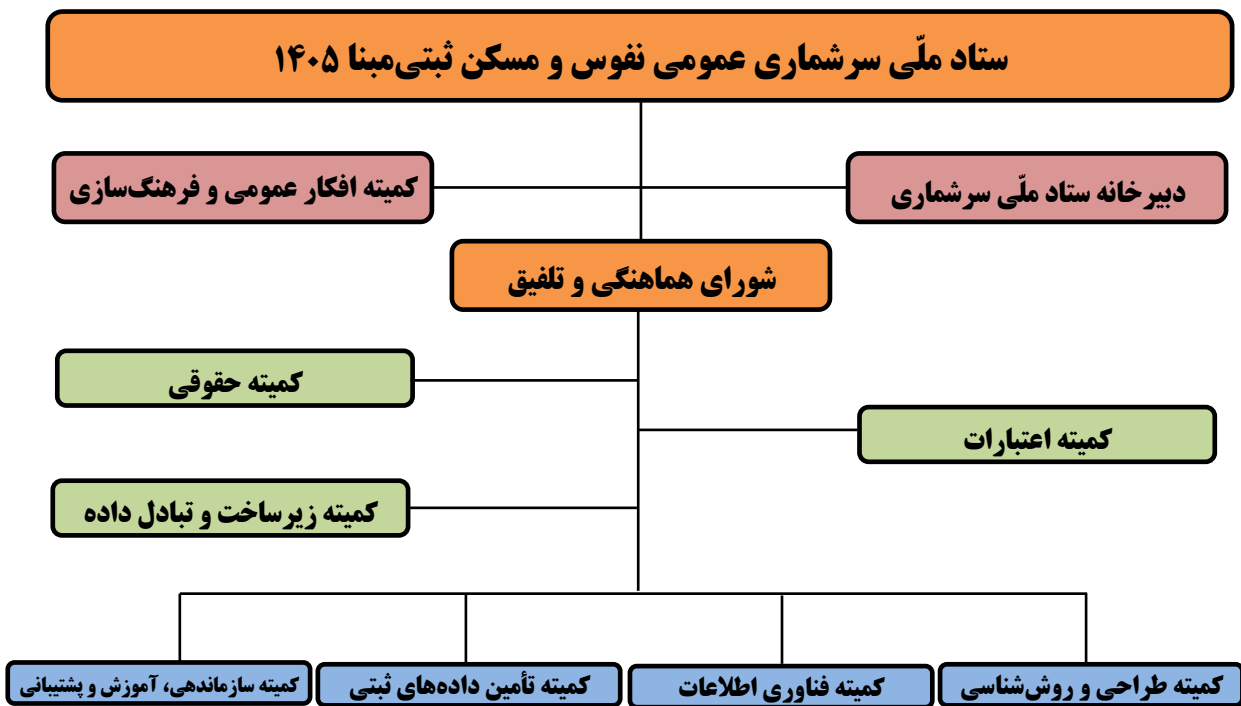 ستاد ملّی سرشماری عمومی نفوس و مسکن ثبتی‌مبنا ۱۴۰۵
دبیرخانه ستاد ملّی سرشماری
کمیته افکار عمومی و فرهنگ‌سازی
شورای هماهنگی و تلفیق
کمیته حقوقی
کمیته اعتبارات
کمیته زیرساخت و تبادل داده
کمیته طراحی و روش‌شناسی
کمیته فناوری اطلاعات
کمیته تأمین داده‌های ثبتی
کمیته سازماندهی، آموزش و پشتیبانی